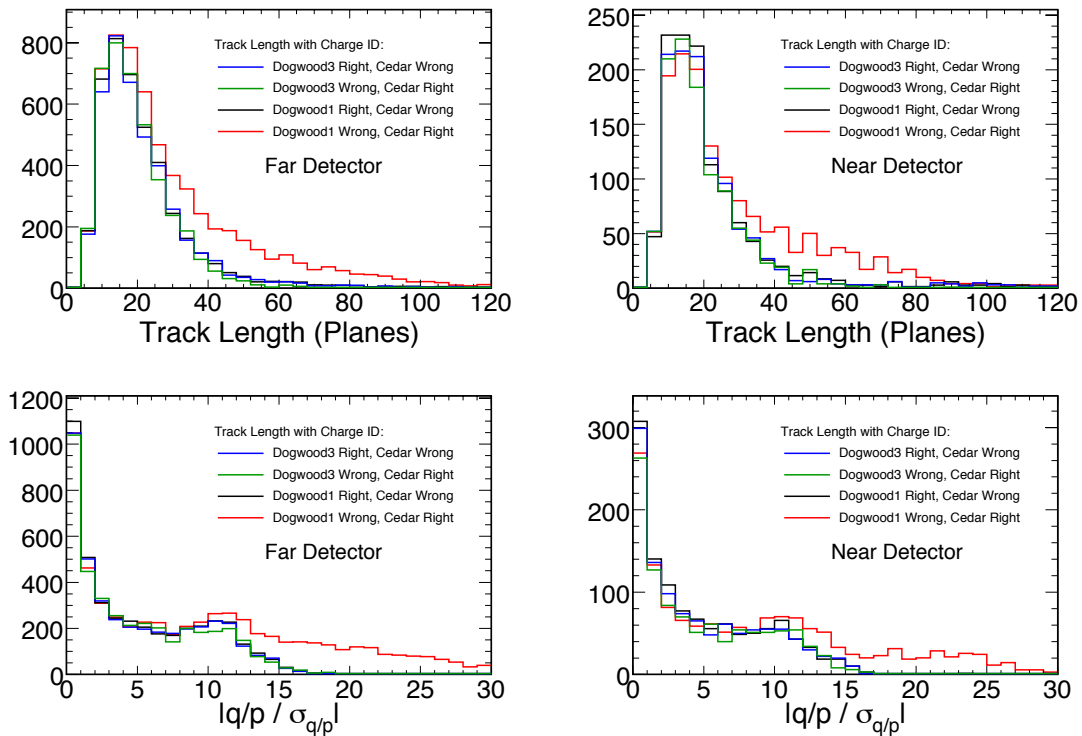 800
600
400
200
0
0 20 40 60 80 100 120
Track Length (Planes)
Track Length with Charge ID:
Dogwood3 Right, Cedar Wrong
Dogwood3 Wrong, Cedar Right
Dogwood1 Right, Cedar Wrong
Dogwood1 Wrong, Cedar Right
Far Detector
250
200
150
100
50
0
0 20 40 60 80 100 120
Track Length (Planes)
Track Length with Charge ID:
Dogwood3 Right, Cedar Wrong
Dogwood3 Wrong, Cedar Right
Dogwood1 Right, Cedar Wrong
Dogwood1 Wrong, Cedar Right
Near Detector
1200
1000
800
600
400
200
0
0 5 10 15 20 25 30
|q/p / σq/p|
Track Length with Charge ID:
Dogwood3 Right, Cedar Wrong
Dogwood3 Wrong, Cedar Right
Dogwood1 Right, Cedar Wrong
Dogwood1 Wrong, Cedar Right
Far Detector
300
200
100
0
0 5 10 15 20 25 30
|q/p / σq/p|
Track Length with Charge ID:
Dogwood3 Right, Cedar Wrong
Dogwood3 Wrong, Cedar Right
Dogwood1 Right, Cedar Wrong
Dogwood1 Wrong, Cedar Right
Near Detector